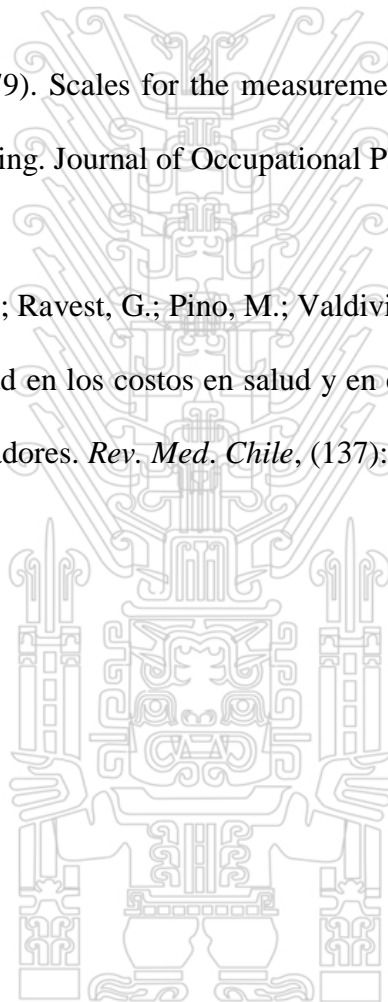 79). Scales for the measureme
ing. Journal of Occupational P
; Ravest, G.; Pino, M.; Valdivi
d en los costos en salud y en
adores. Rev. Med. Chile, (137):